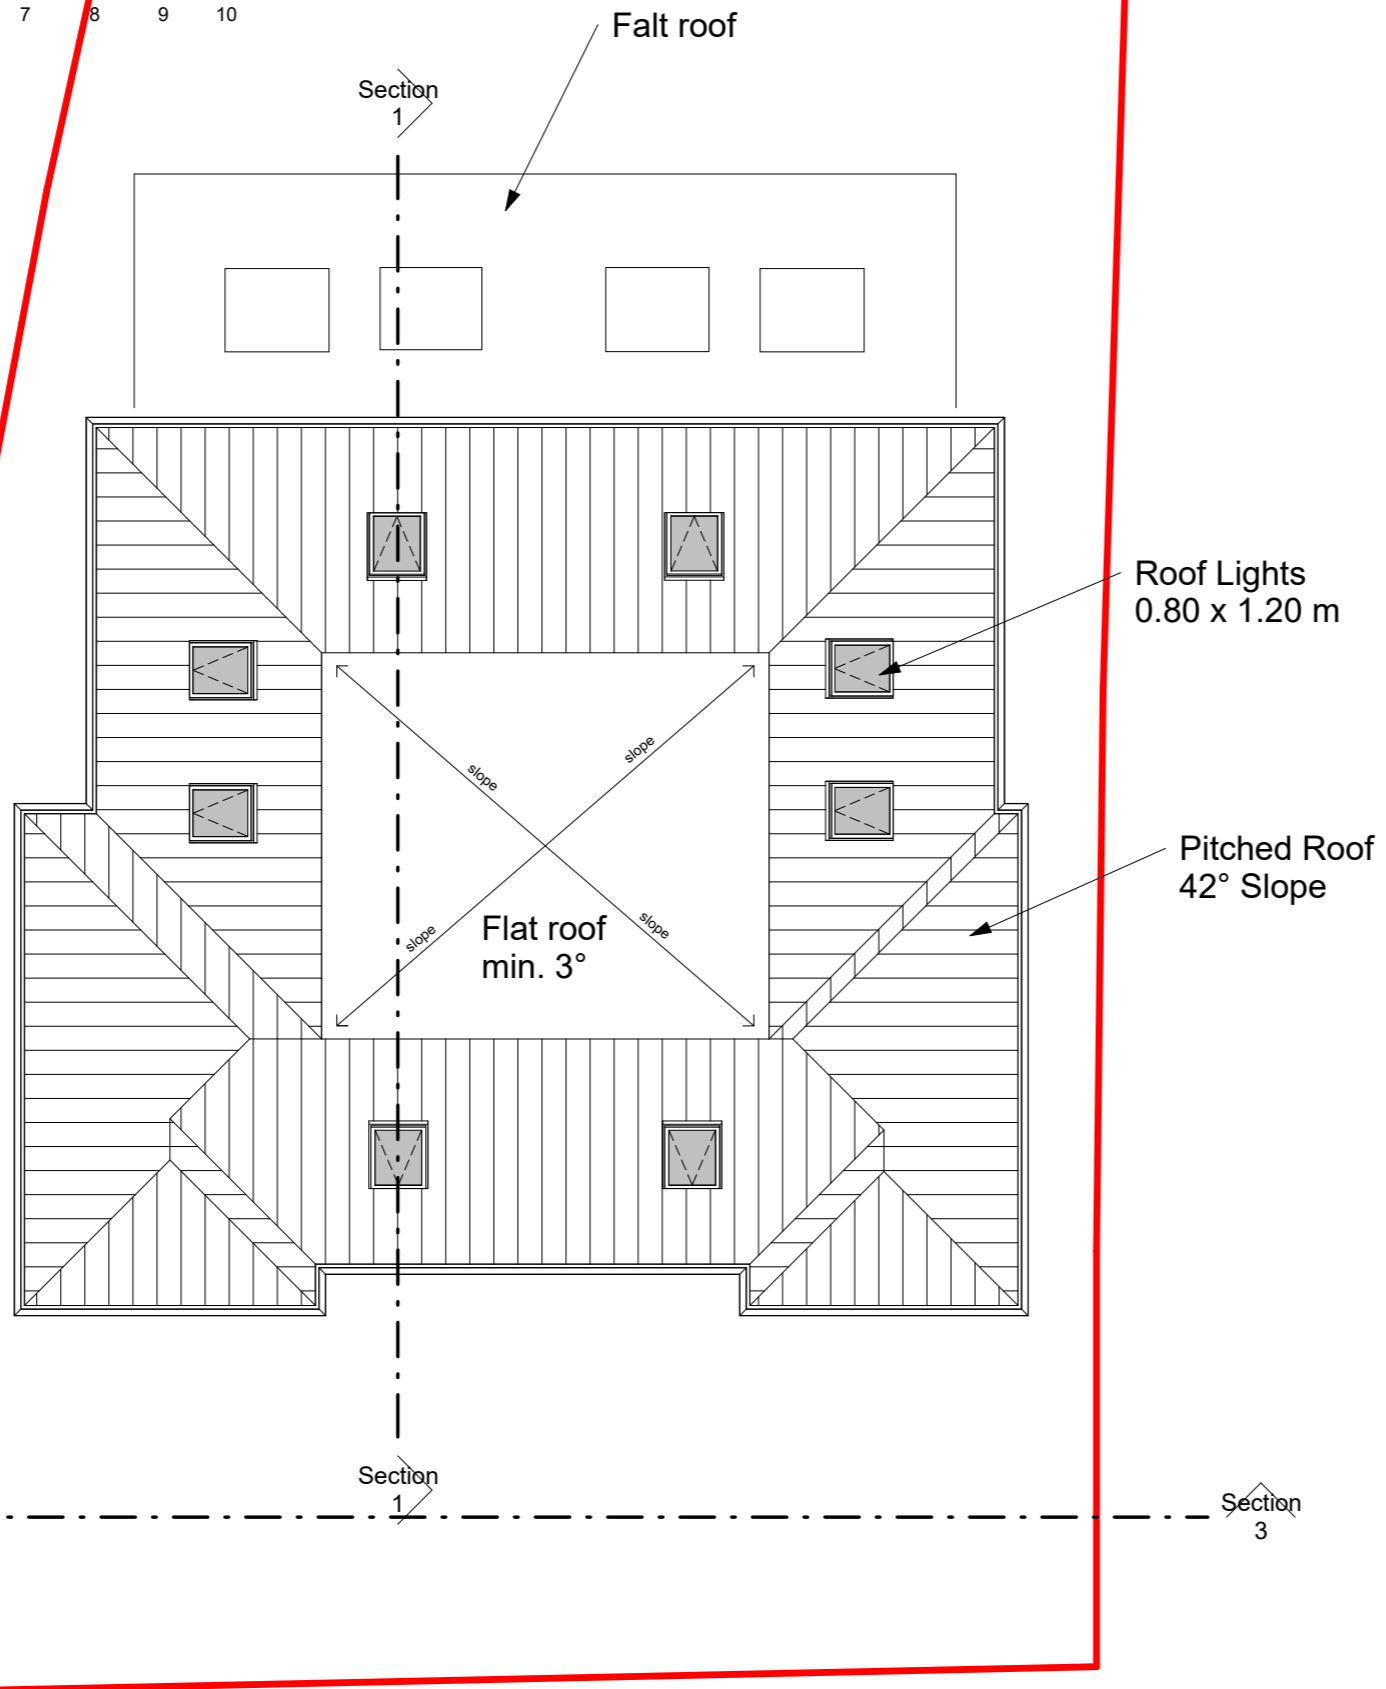 7 8 9 10
Falt roof
Section
1
Roof Lights
0.80 x 1.20 m
slope
slope
Pitched Roof
42° Slope
slope
slope
Flat roof
min. 3°
Section
1
Section
3